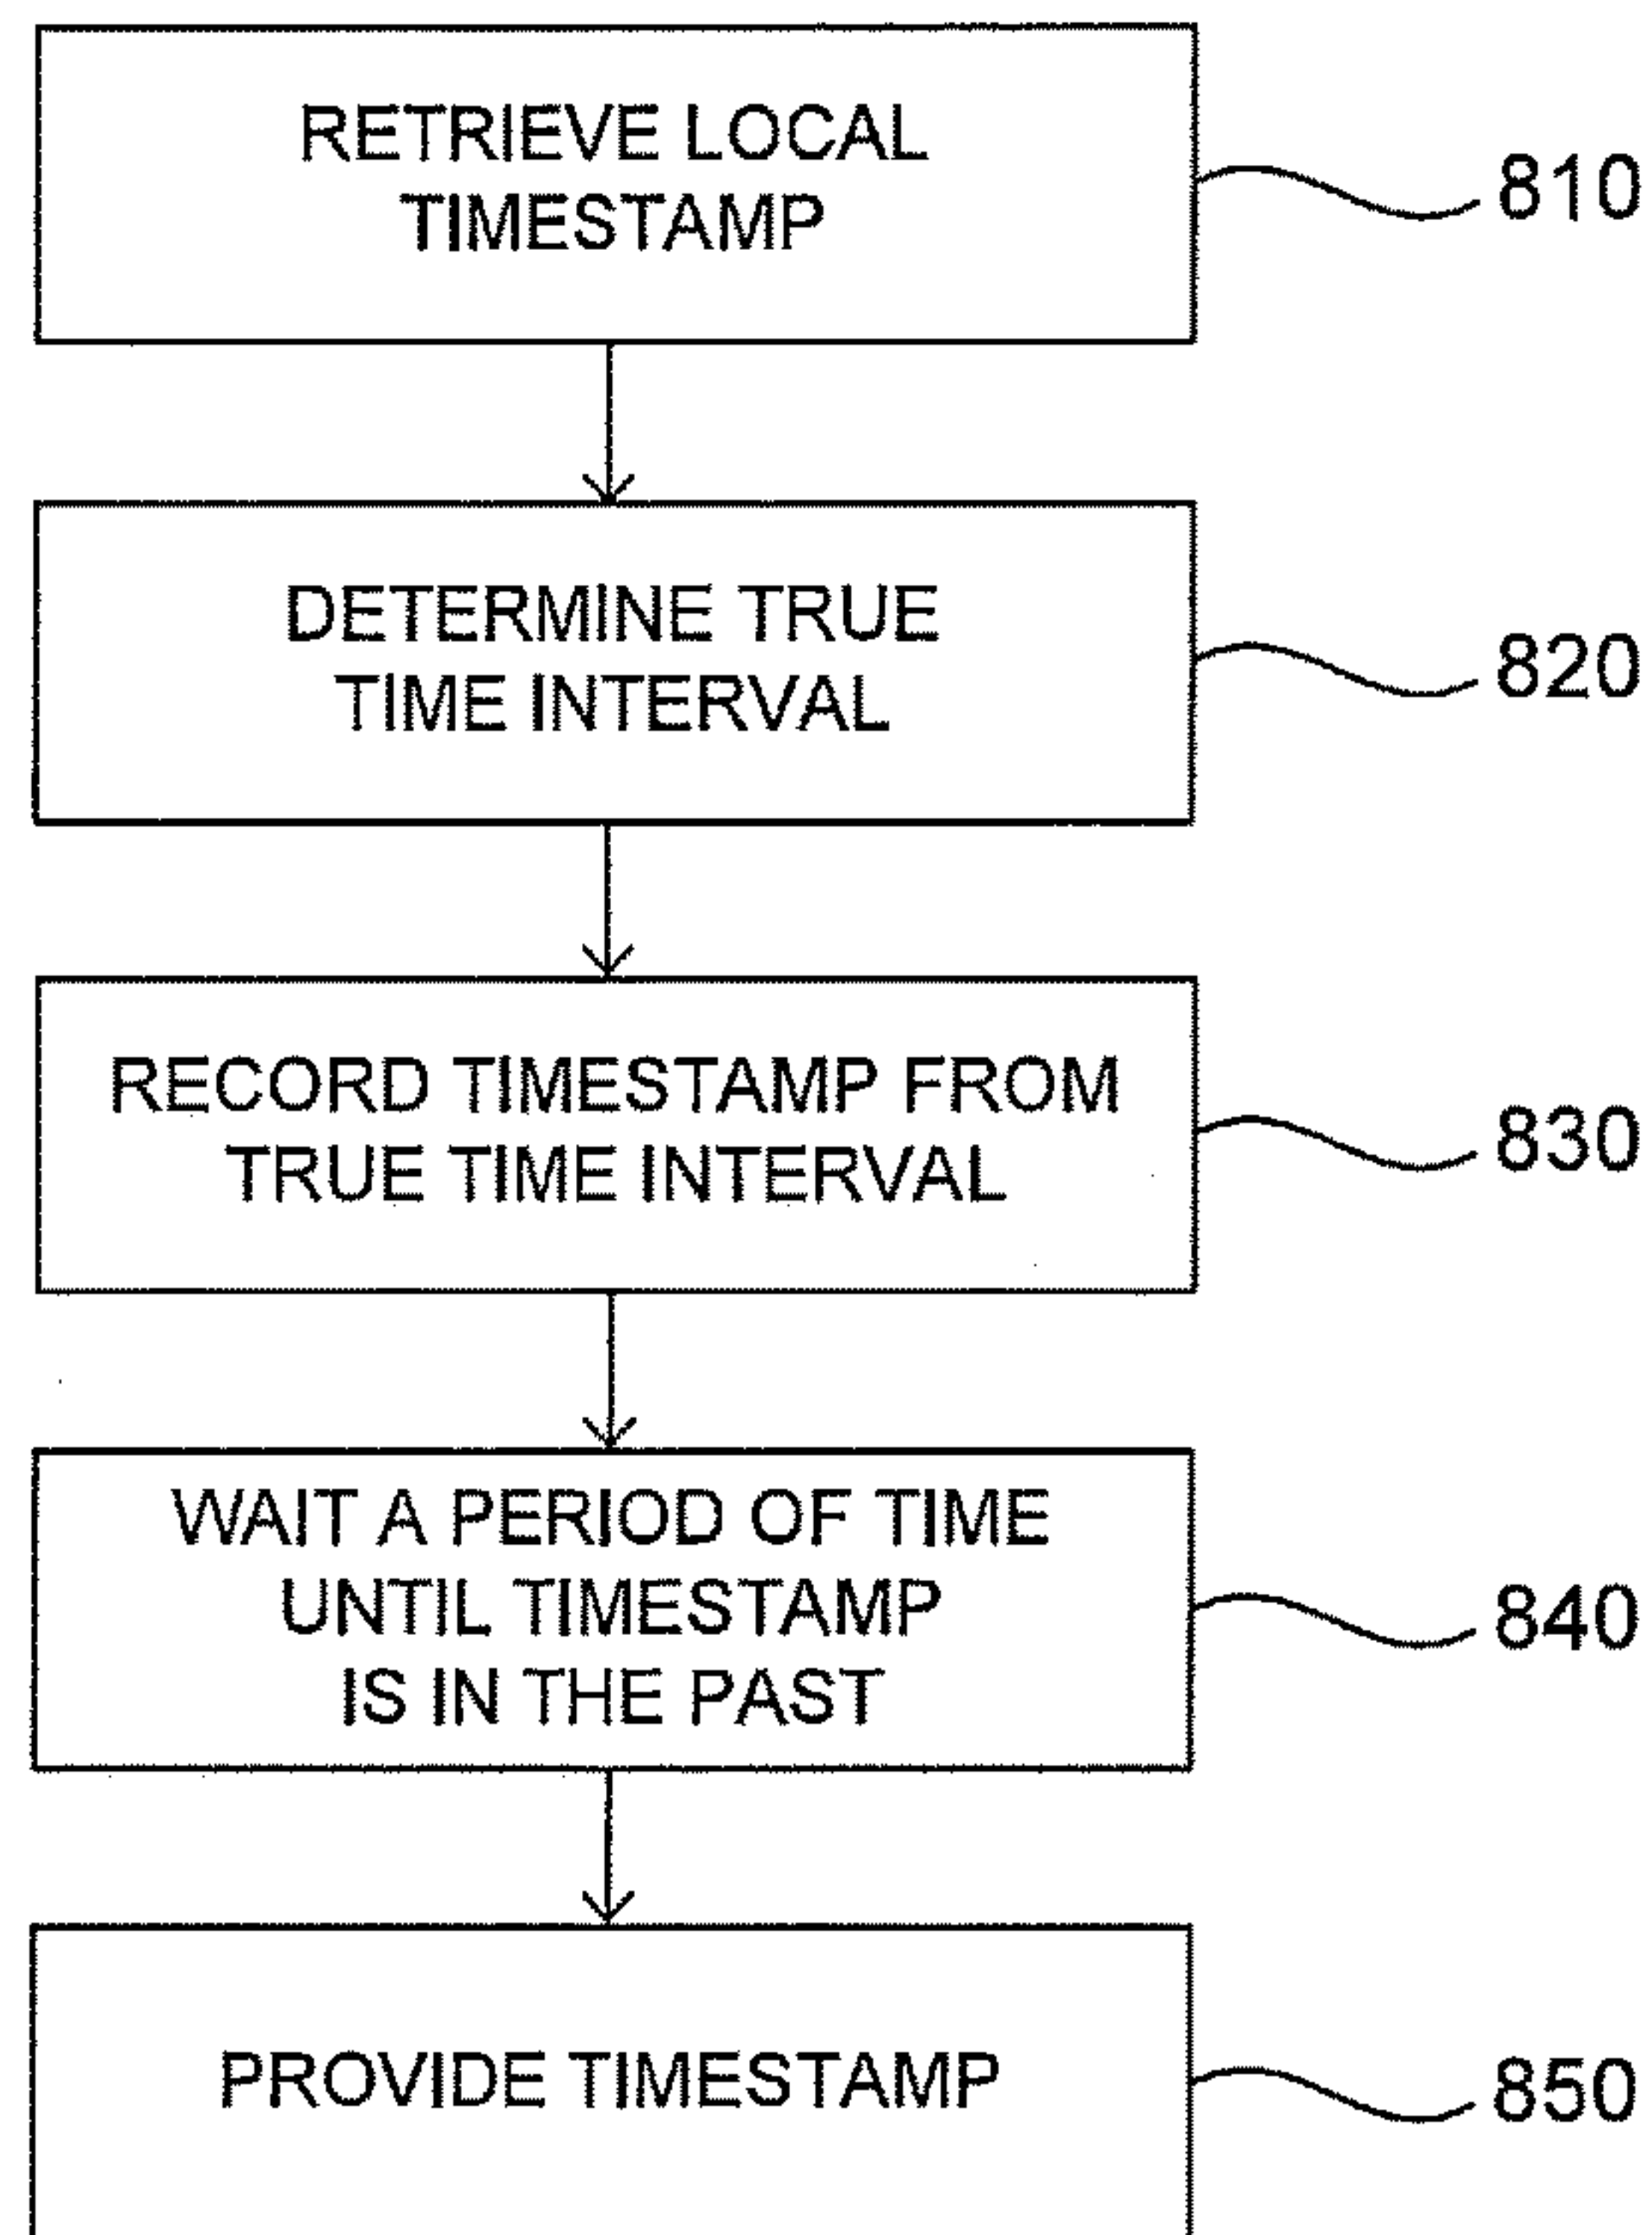 RETRIEVE LOCAL
TIMESTAMP
810
DETERMINE TRUE
TIME INTERVAL
820
RECORD TIMESTAMP FROM
TRUE TIME INTERVAL
830
WAIT A PERIOD OF TIME
UNTIL TIMESTAMP
IS IN THE PAST
840
PROVIDE TIMESTAMP
850